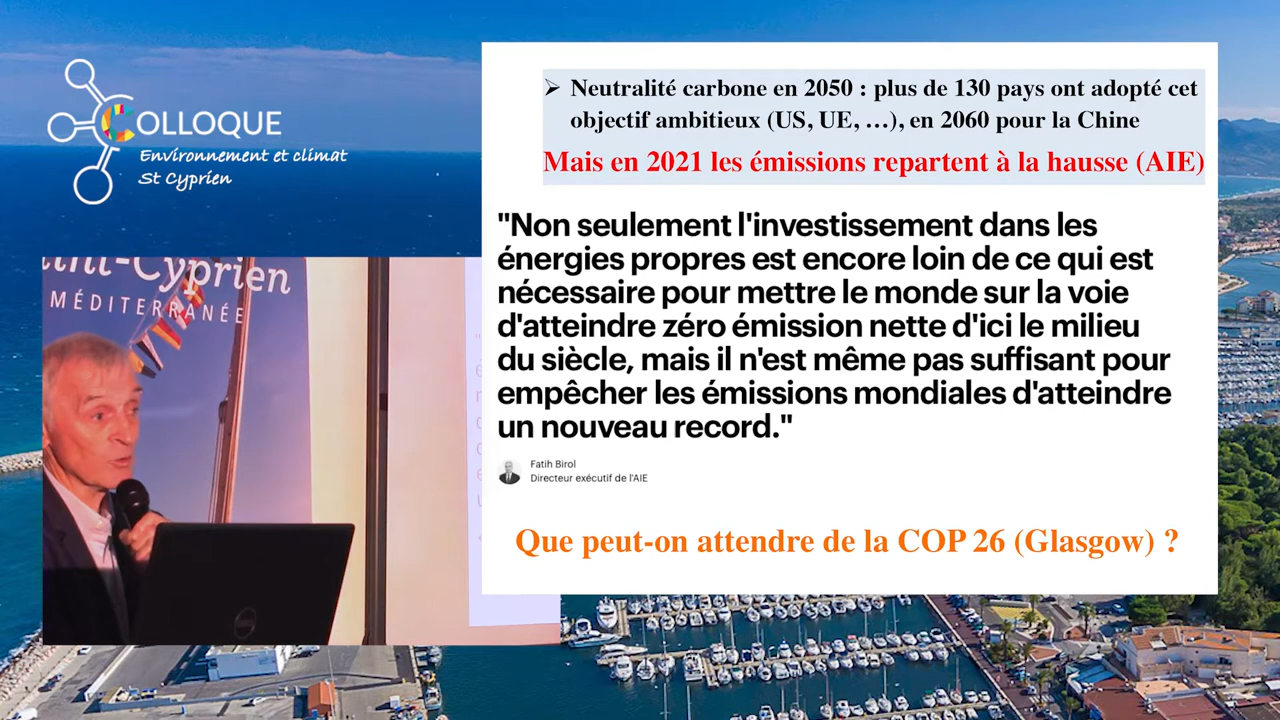 COLLOQUE
Environnement et climat
St Cyprien
int-Cyprien
MÉDITERRANÉE
DELL
➢ Neutralité carbone en 2050 : plus de 130 pays ont adopté cet
objectif ambitieux (US, UE, …), en 2060 pour la Chine
Mais en 2021 les émissions repartent à la hausse (AIE)
"Non seulement l'investissement dans les
énergies propres est encore loin de ce qui est
nécessaire pour mettre le monde sur la voie
d'atteindre zéro émission nette d'ici le milieu
du siècle, mais il n'est même pas suffisant pour
empêcher les émissions mondiales d'atteindre
un nouveau record."
Fatih Birol
Directeur exécutif de l'AIE
Que peut-on attendre de la COP 26 (Glasgow) ?